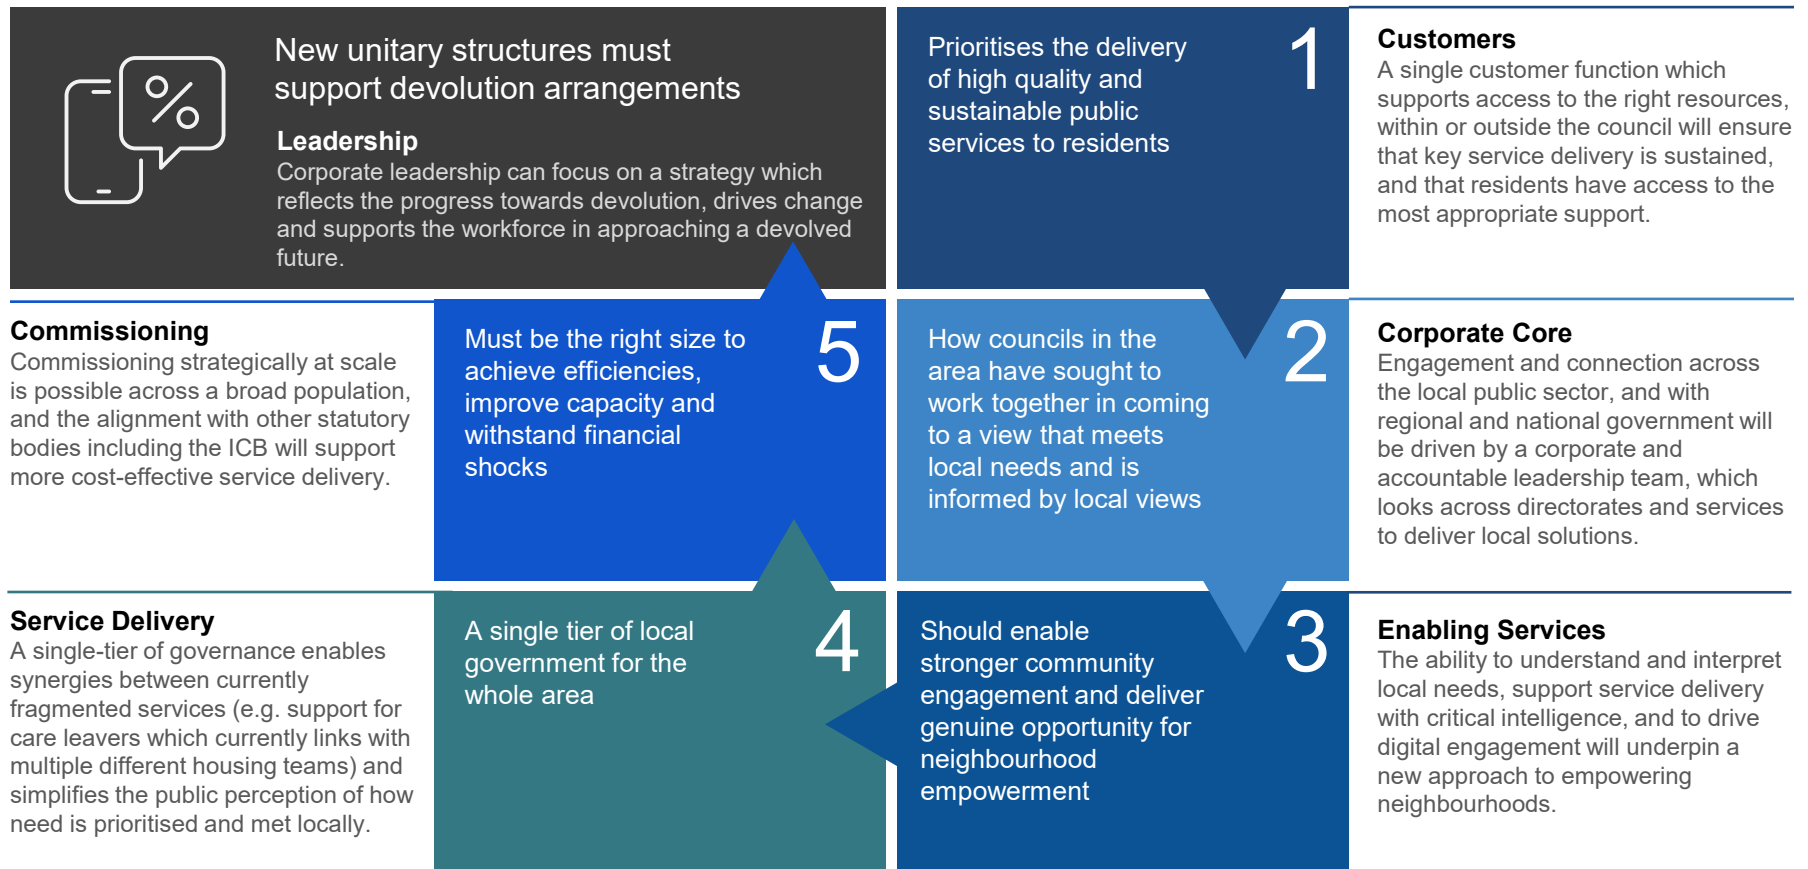 New unitary structures must
support devolution arrangements
Leadership
Corporate leadership can focus on a strategy which
reflects the progress towards devolution, drives change
and supports the workforce in approaching a devolved
future.
Prioritises the delivery
of high quality and
sustainable public
services to residents
1
Customers
A single customer function which
supports access to the right resources,
within or outside the council will ensure
that key service delivery is sustained,
and that residents have access to the
most appropriate support.
How councils in the
area have sought to
work together in coming
to a view that meets
local needs and is
informed by local views
2
Corporate Core
Engagement and connection across
the local public sector, and with
regional and national government will
be driven by a corporate and
accountable leadership team, which
looks across directorates and services
to deliver local solutions.
Should enable
stronger community
engagement and deliver
genuine opportunity for
neighbourhood
empowerment
3
Enabling Services
The ability to understand and interpret
local needs, support service delivery
with critical intelligence, and to drive
digital engagement will underpin a
new approach to empowering
neighbourhoods.
A single tier of local
government for the
whole area
4
Service Delivery
A single-tier of governance enables
synergies between currently
fragmented services (e.g. support for
care leavers which currently links with
multiple different housing teams) and
simplifies the public perception of how
need is prioritised and met locally.
Must be the right size to
achieve efficiencies,
improve capacity and
withstand financial
shocks
5
Commissioning
Commissioning strategically at scale
is possible across a broad population,
and the alignment with other statutory
bodies including the ICB will support
more cost-effective service delivery.